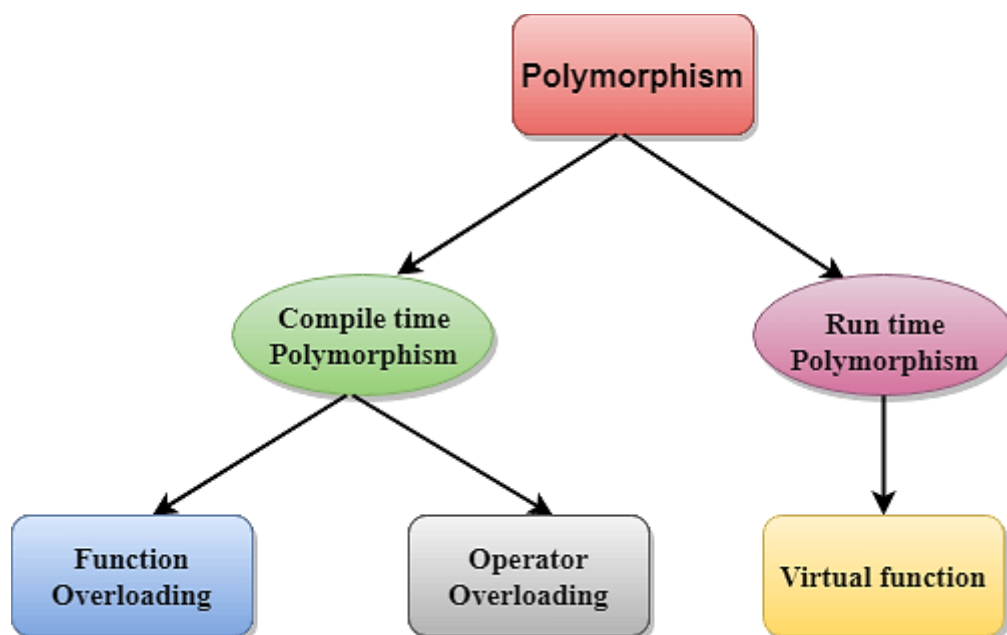 Polymorphism
Compile time
Polymorphism
Run time
Polymorphism
Function
Overloading
Operator
Overloading
Virtual function